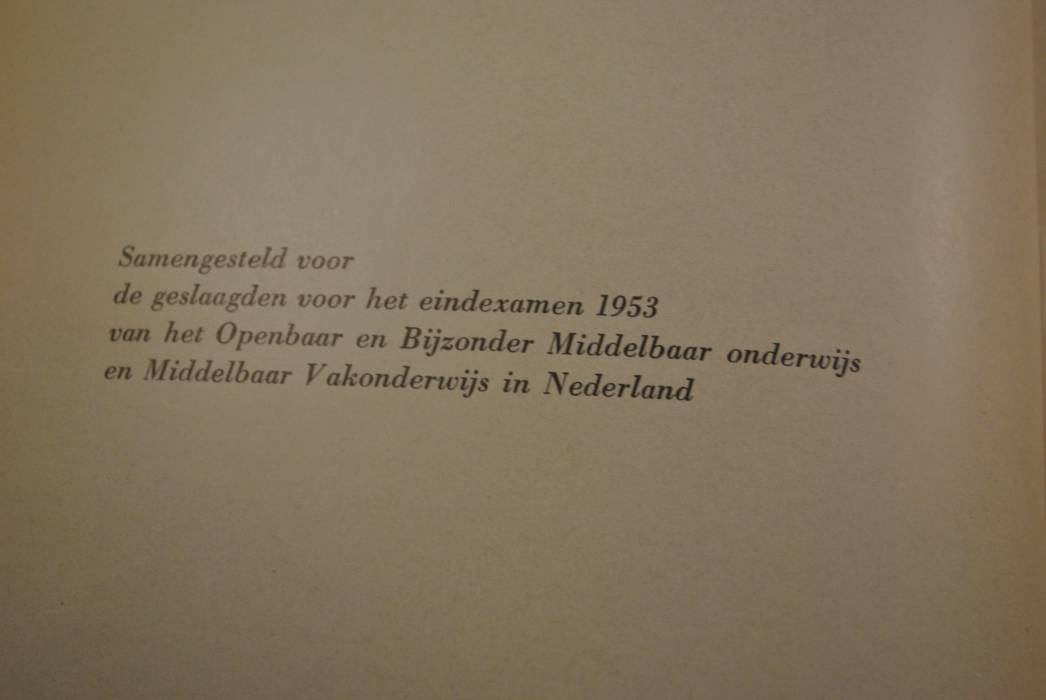 Samengesteld voor
de geslaagden voor het eindexamen 1953
van het Openbaar en Bijzonder Middelbaar onderwijs
en Middelbaar Vakonderwijs in Nederland